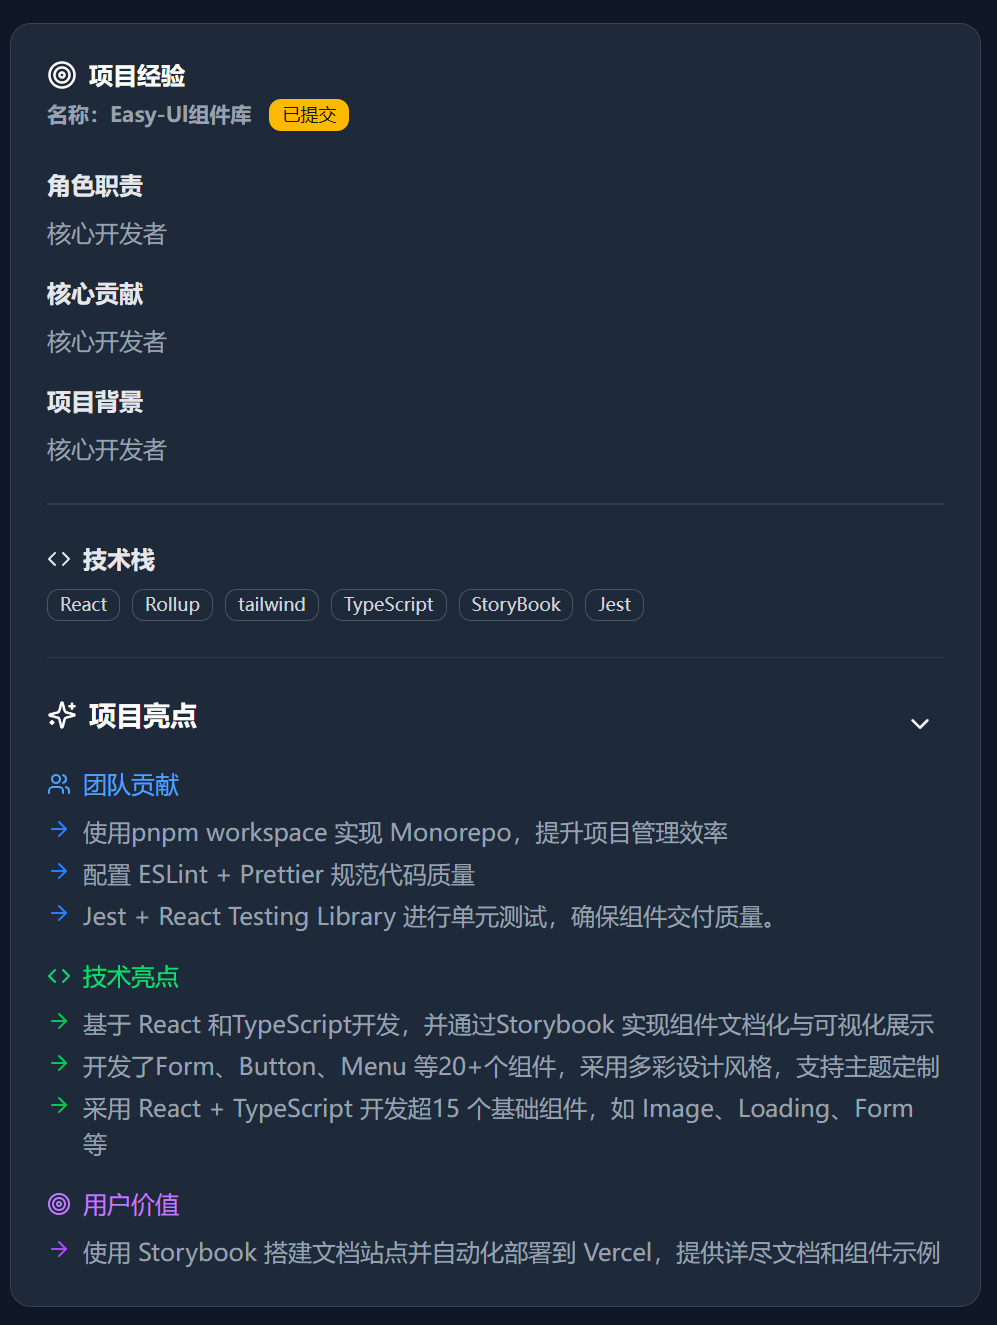 项目经验
名称：Easy-UI组件库 已提交
角色职责
核心开发者
核心贡献
核心开发者
项目背景
核心开发者
技术栈
React Rollup tailwind TypeScript StoryBook Jest
项目亮点
团队贡献
使用pnpm workspace 实现 Monorepo，提升项目管理效率
配置 ESLint + Prettier 规范代码质量
Jest + React Testing Library 进行单元测试，确保组件交付质量。
技术亮点
基于 React 和TypeScript开发，并通过Storybook 实现组件文档化与可视化展示
开发了Form、Button、Menu 等20+个组件，采用多彩设计风格，支持主题定制
采用 React + TypeScript 开发超15 个基础组件，如 Image、Loading、Form
等
用户价值
使用 Storybook 搭建文档站点并自动化部署到 Vercel，提供详尽文档和组件示例